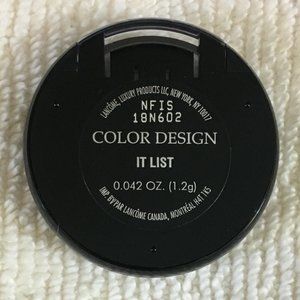 LANCÔME, LUXURY PRODUCTS LLC, NEW YORK NY 10017
NFIS
18N602
COLOR DESIGN
IT LIST
0.042 OZ. (1.2g)
IMP. BY/PAR LANCÔME CANADA, MONTRÉAL H4T 1K5